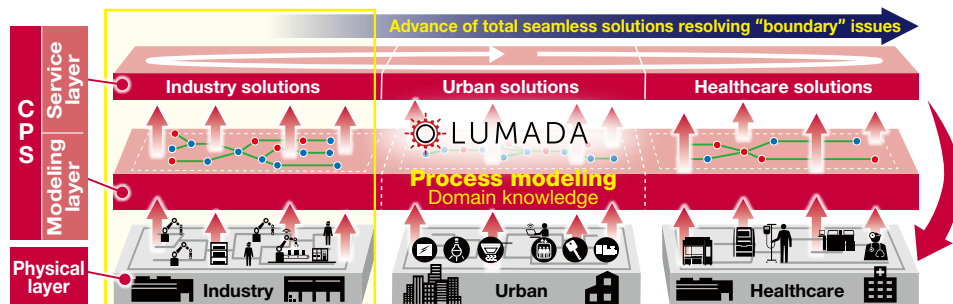 Advance of total seamless solutions resolving “boundary” issues
CPS
Service
layer
Industry solutions
Urban solutions
Healthcare solutions
Modeling
layer
LUMADA
Process modeling
Domain knowledge
Physical
layer
Industry
Urban
Healthcare